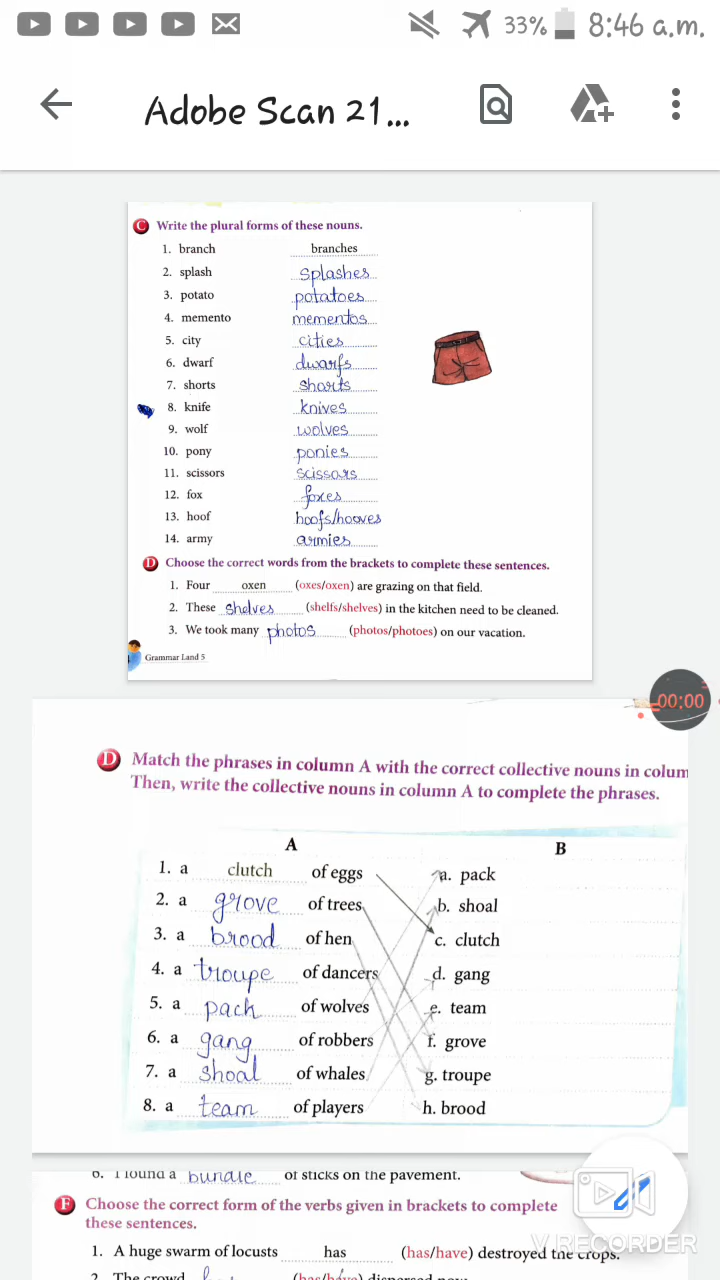 33% 8:46 a.m.
Adobe Scan 21...
C Write the plural forms of these nouns.
1. branch branches
2. splash splashes
3. potato potatoes
4. memento mementos
5. city cities
6. dwarf dwarfs
7. shorts shorts
8. knife knives
9. wolf wolves
10. pony ponies
11. scissors scissors
12. fox foxes
13. hoof hoofs/hooves
14. army armies
D Choose the correct words from the brackets to complete these sentences.
1. Four oxen (oxes/oxen) are grazing on that field.
2. These shelves (shelfs/shelves) in the kitchen need to be cleaned.
3. We took many photos (photos/photoes) on our vacation.
Grammar Land 5
00:00
D Match the phrases in column A with the correct collective nouns in colum
Then, write the collective nouns in column A to complete the phrases.
A B
1. a clutch of eggs a. pack
2. a grove of trees b. shoal
3. a brood of hen c. clutch
4. a troupe of dancers d. gang
5. a pach of wolves e. team
6. a gang of robbers f. grove
7. a shoal of whales g. troupe
8. a team of players h. brood
6. I found a bundle of sticks on the pavement.
F Choose the correct form of the verbs given in brackets to complete
these sentences.
1. A huge swarm of locusts has (has/have) destroyed the crops.
2. The crowd (has/have) dispersed now.
V RECORDER